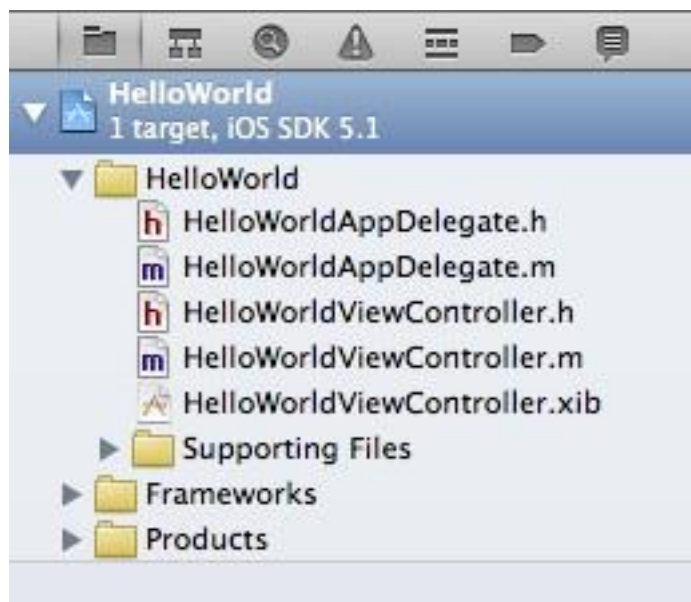 HelloWorld
1 target, iOS SDK 5.1
HelloWorld
h HelloWorldAppDelegate.h
m HelloWorldAppDelegate.m
h HelloWorldViewController.h
m HelloWorldViewController.m
HelloWorldViewController.xib
Supporting Files
Frameworks
Products